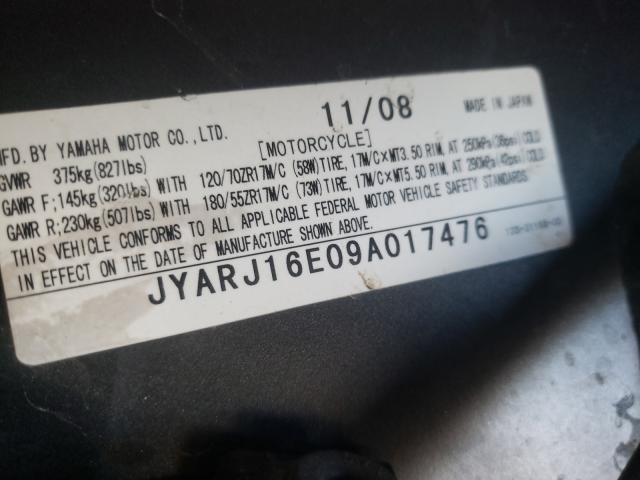 11/08 MADE IN JAPAN
MFD. BY YAMAHA MOTOR CO., LTD. [MOTORCYCLE]
GVWR 375kg(827lbs)
GAWR F;145kg(320lbs) WITH 120/70ZR17M/C (58W)TIRE, 17M/C×MT3.50 RIM, AT 250kPa(36psi) COLD
GAWR R;230kg(507lbs) WITH 180/55ZR17M/C (73W)TIRE, 17M/C×MT5.50 RIM, AT 290kPa(42psi) COLD
THIS VEHICLE CONFORMS TO ALL APPLICABLE FEDERAL MOTOR VEHICLE SAFETY STANDARDS
IN EFFECT ON THE DATE OF MANUFACTURE SHOWN ABOVE.
JYARJ16E09A017476